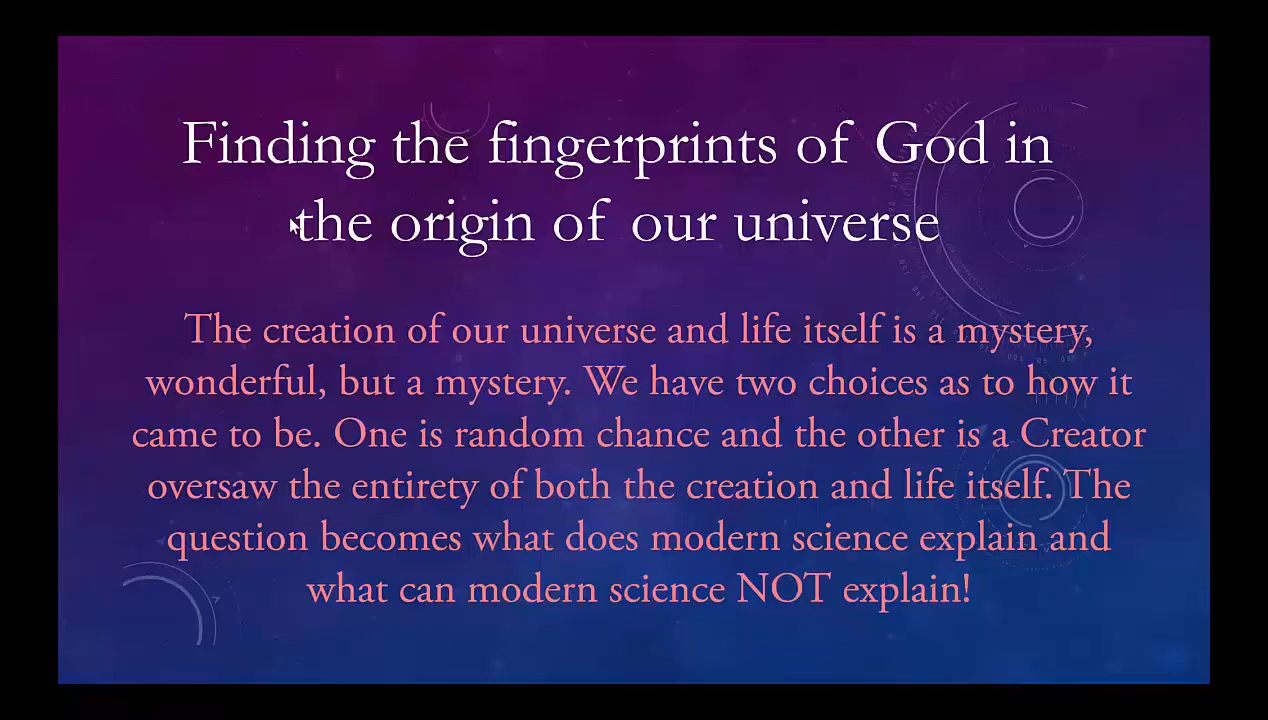 Finding the fingerprints of God in
the origin of our universe
The creation of our universe and life itself is a mystery,
wonderful, but a mystery. We have two choices as to how it
came to be. One is random chance and the other is a Creator
oversaw the entirety of both the creation and life itself. The
question becomes what does modern science explain and
what can modern science NOT explain!